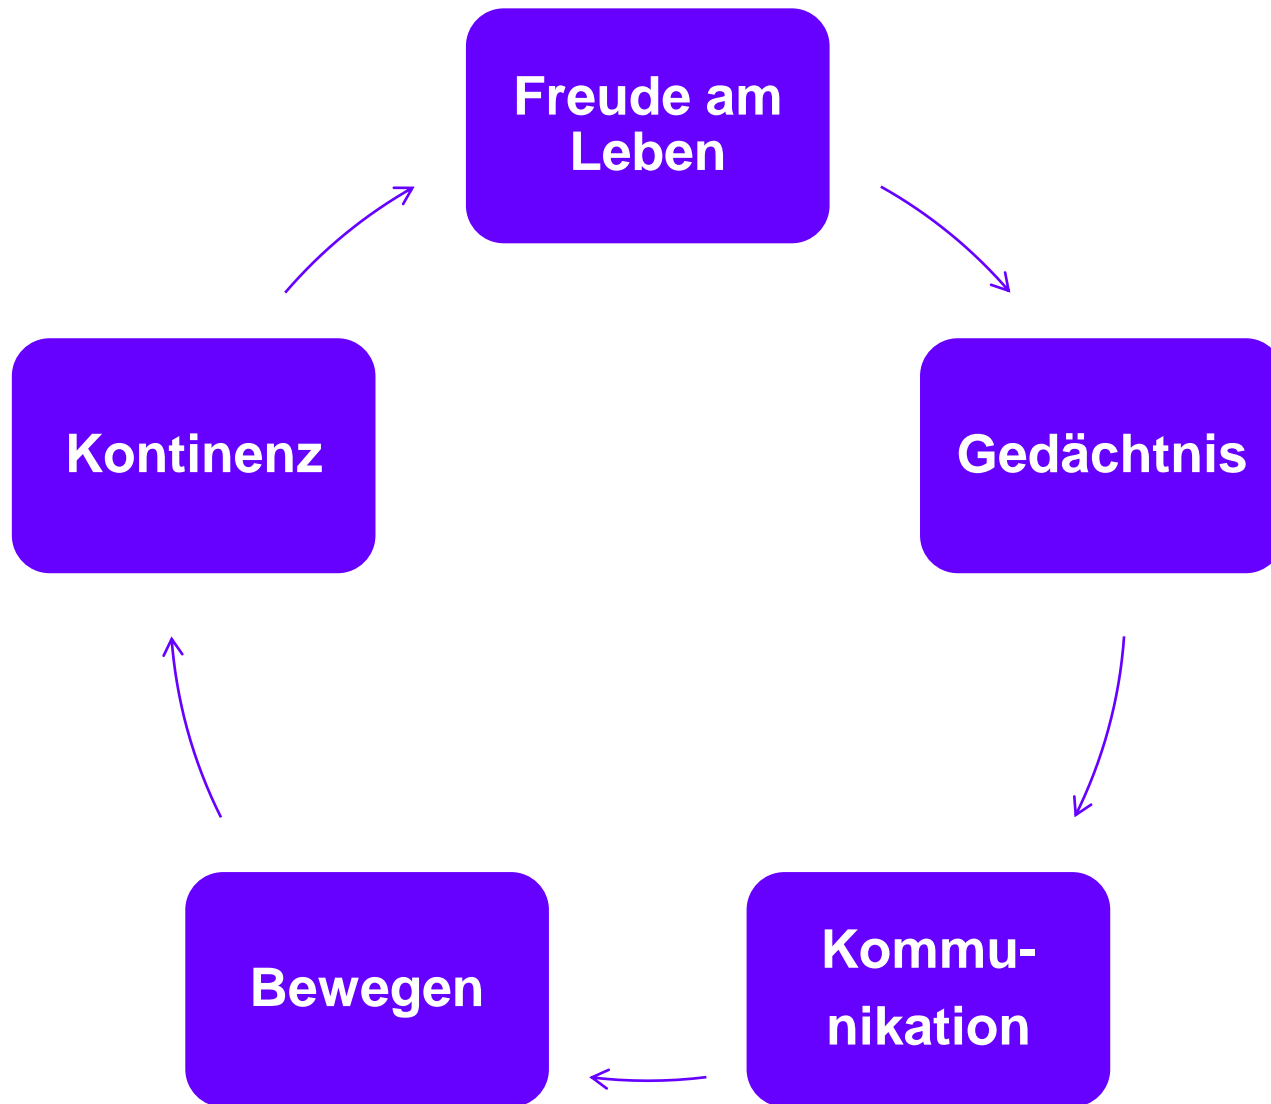 Freude am
Leben
Gedächtnis
Kommu-
nikation
Bewegen
Kontinenz